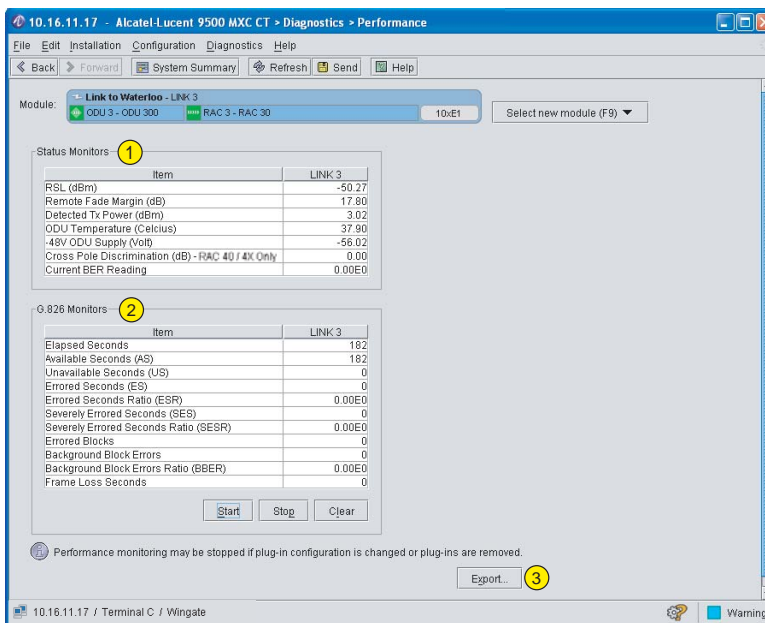 10.16.11.17 - Alcatel-Lucent 9500 MXC CT > Diagnostics > Performance
File Edit Installation Configuration Diagnostics Help
Back Forward System Summary Refresh Send Help
Module:
Link to Waterloo - LINK 3
ODU 3 - ODU 300 RAC 3 - RAC 30 10xE1 Select new module (F9)
Status Monitors 1
Item LINK 3
RSL (dBm) -50.27
Remote Fade Margin (dB) 17.80
Detected Tx Power (dBm) 3.02
ODU Temperature (Celcius) 37.90
-48V ODU Supply (Volt) -56.02
Cross Pole Discrimination (dB) - RAC 40 / 4X Only 0.00
Current BER Reading 0.00E0
G.826 Monitors 2
Item LINK 3
Elapsed Seconds 182
Available Seconds (AS) 182
Unavailable Seconds (US) 0
Errored Seconds (ES) 0
Errored Seconds Ratio (ESR) 0.00E0
Severely Errored Seconds (SES) 0
Severely Errored Seconds Ratio (SESR) 0.00E0
Errored Blocks 0
Background Block Errors 0
Background Block Errors Ratio (BBER) 0.00E0
Frame Loss Seconds 0
Start Stop Clear
Performance monitoring may be stopped if plug-in configuration is changed or plug-ins are removed.
Export... 3
10.16.11.17 / Terminal C / Wingate Warning